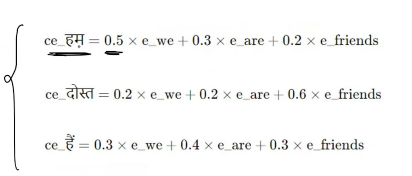 ce_हम = 0.5 × e_we + 0.3 × e_are + 0.2 × e_friends
ce_दोस्त = 0.2 × e_we + 0.2 × e_are + 0.6 × e_friends
ce_हैं = 0.3 × e_we + 0.4 × e_are + 0.3 × e_friends